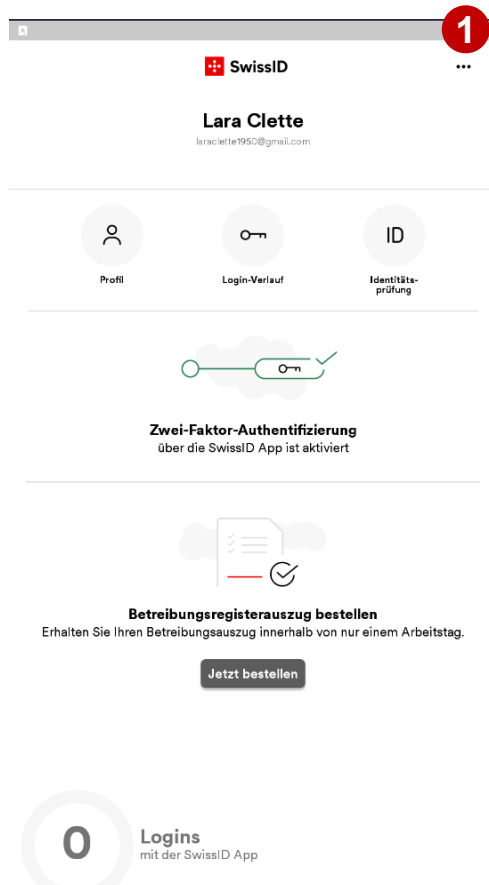 A
1
SwissID
Lara Clette
laraclette1950@gmail.com
ID
Profil
Login-Verlauf
Identitäts-
prüfung
Zwei-Faktor-Authentifizierung
über die SwissID App ist aktiviert
Betreibungsregisterauszug bestellen
Erhalten Sie Ihren Betreibungsauszug innerhalb von nur einem Arbeitstag.
Jetzt bestellen
0
Logins
mit der SwissID App